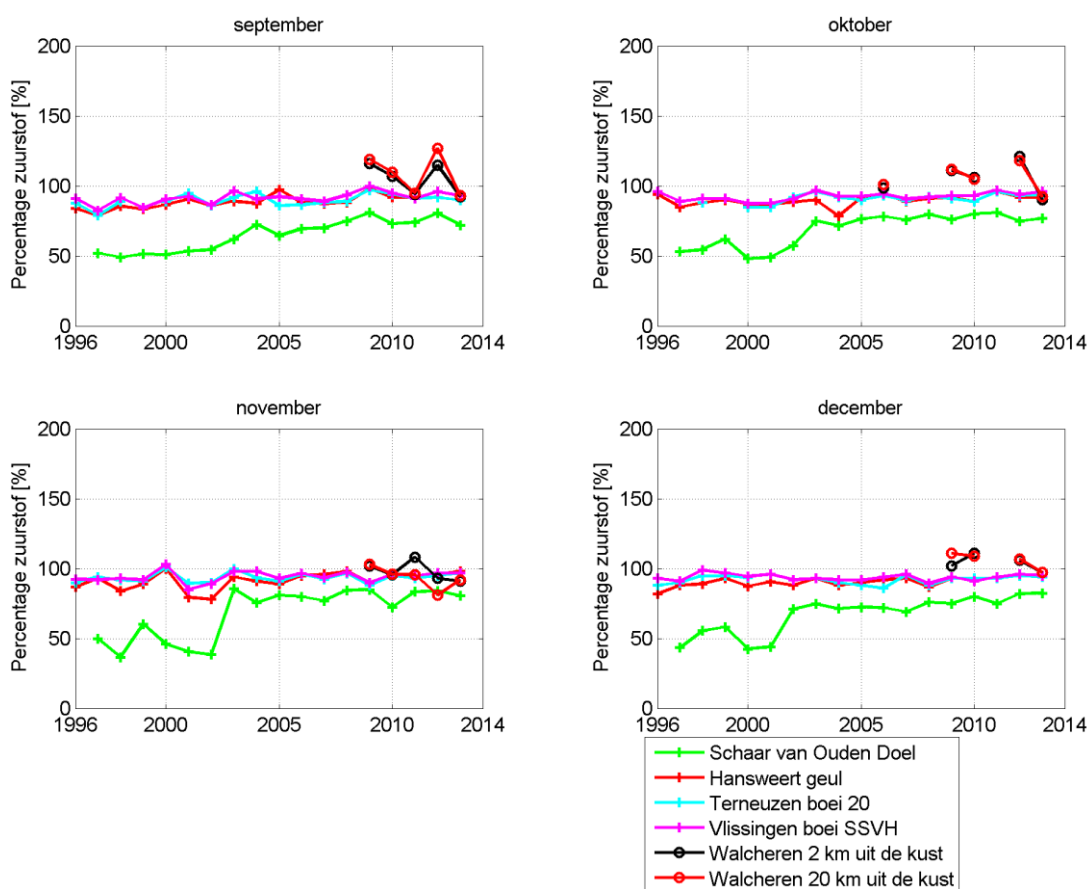 september
200
150
100
50
0
1996
2000
2005
2010
2014
Percentage zuurstof [%]
oktober
200
150
100
50
0
1996
2000
2005
2010
2014
Percentage zuurstof [%]
november
200
150
100
50
0
1996
2000
2005
2010
2014
Percentage zuurstof [%]
december
200
150
100
50
0
1996
2000
2005
2010
2014
Percentage zuurstof [%]
Schaar van Ouden Doel
Hansweert geul
Terneuzen boei 20
Vlissingen boei SSVH
Walcheren 2 km uit de kust
Walcheren 20 km uit de kust